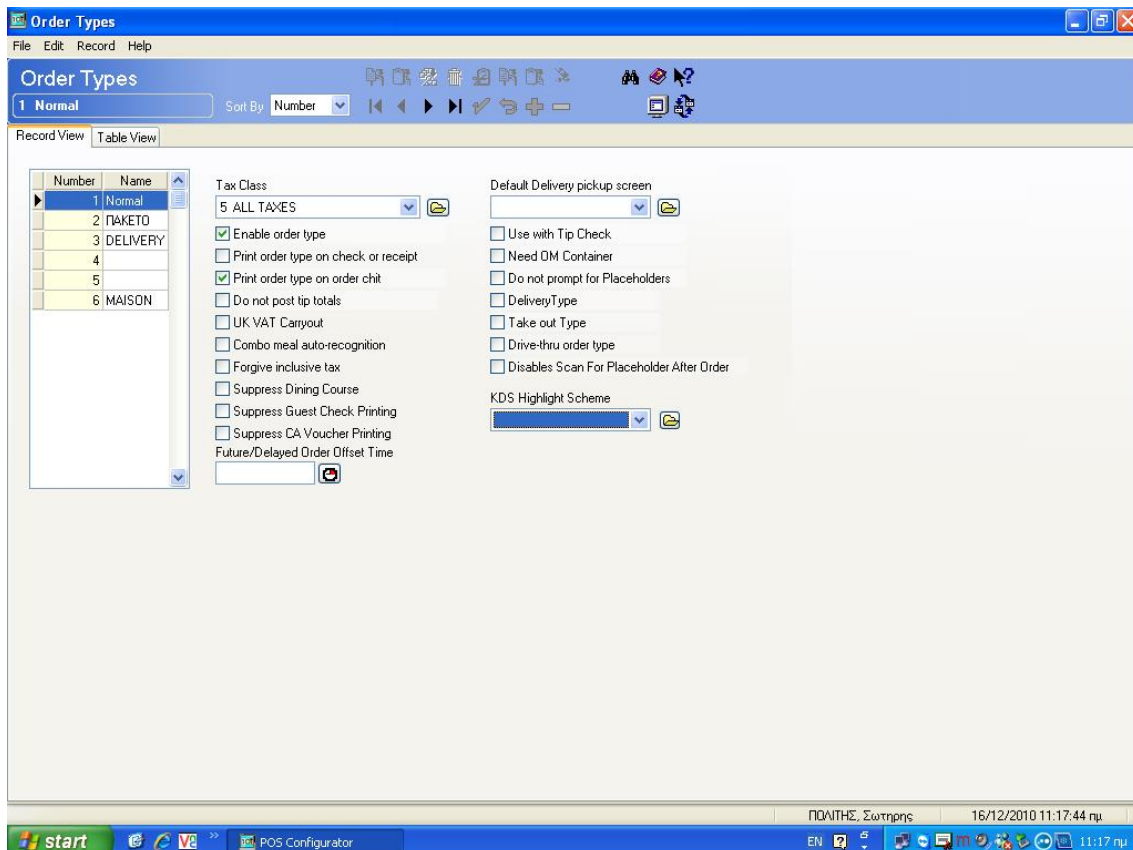 Order Types
File Edit Record Help
Order Types
1 Normal
Sort By Number
Record View Table View
Number Name
1 Normal
2 ΠΑΚΕΤΟ
3 DELIVERY
4
5
6 MAISON
Tax Class
5 ALL TAXES
Enable order type
Print order type on check or receipt
Print order type on order chit
Do not post tip totals
UK VAT Carryout
Combo meal auto-recognition
Forgive inclusive tax
Suppress Dining Course
Suppress Guest Check Printing
Suppress CA Voucher Printing
Future/Delayed Order Offset Time
Default Delivery pickup screen
Use with Tip Check
Need OM Container
Do not prompt for Placeholders
DeliveryType
Take out Type
Drive-thru order type
Disables Scan For Placeholder After Order
KDS Highlight Scheme
ΠΟΛΙΤΗΣ, Σωτηρης 16/12/2010 11:17:44 πμ
start POS Configurator EN 11:17 πμ